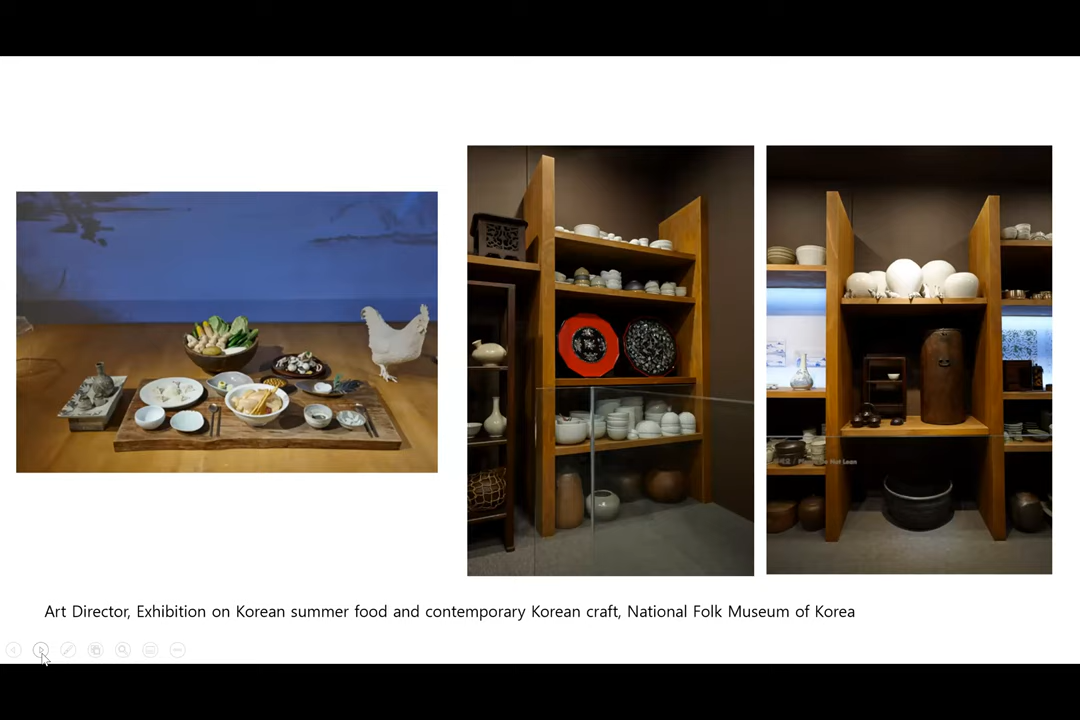 Art Director, Exhibition on Korean summer food and contemporary Korean craft, National Folk Museum of Korea